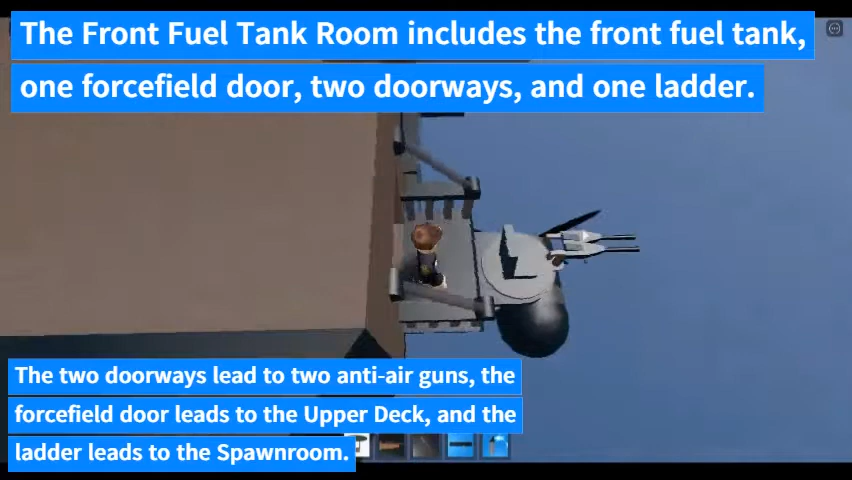 The Front Fuel Tank Room includes the front fuel tank,
one forcefield door, two doorways, and one ladder.
The two doorways lead to two anti-air guns, the
forcefield door leads to the Upper Deck, and the
ladder leads to the Spawnroom.